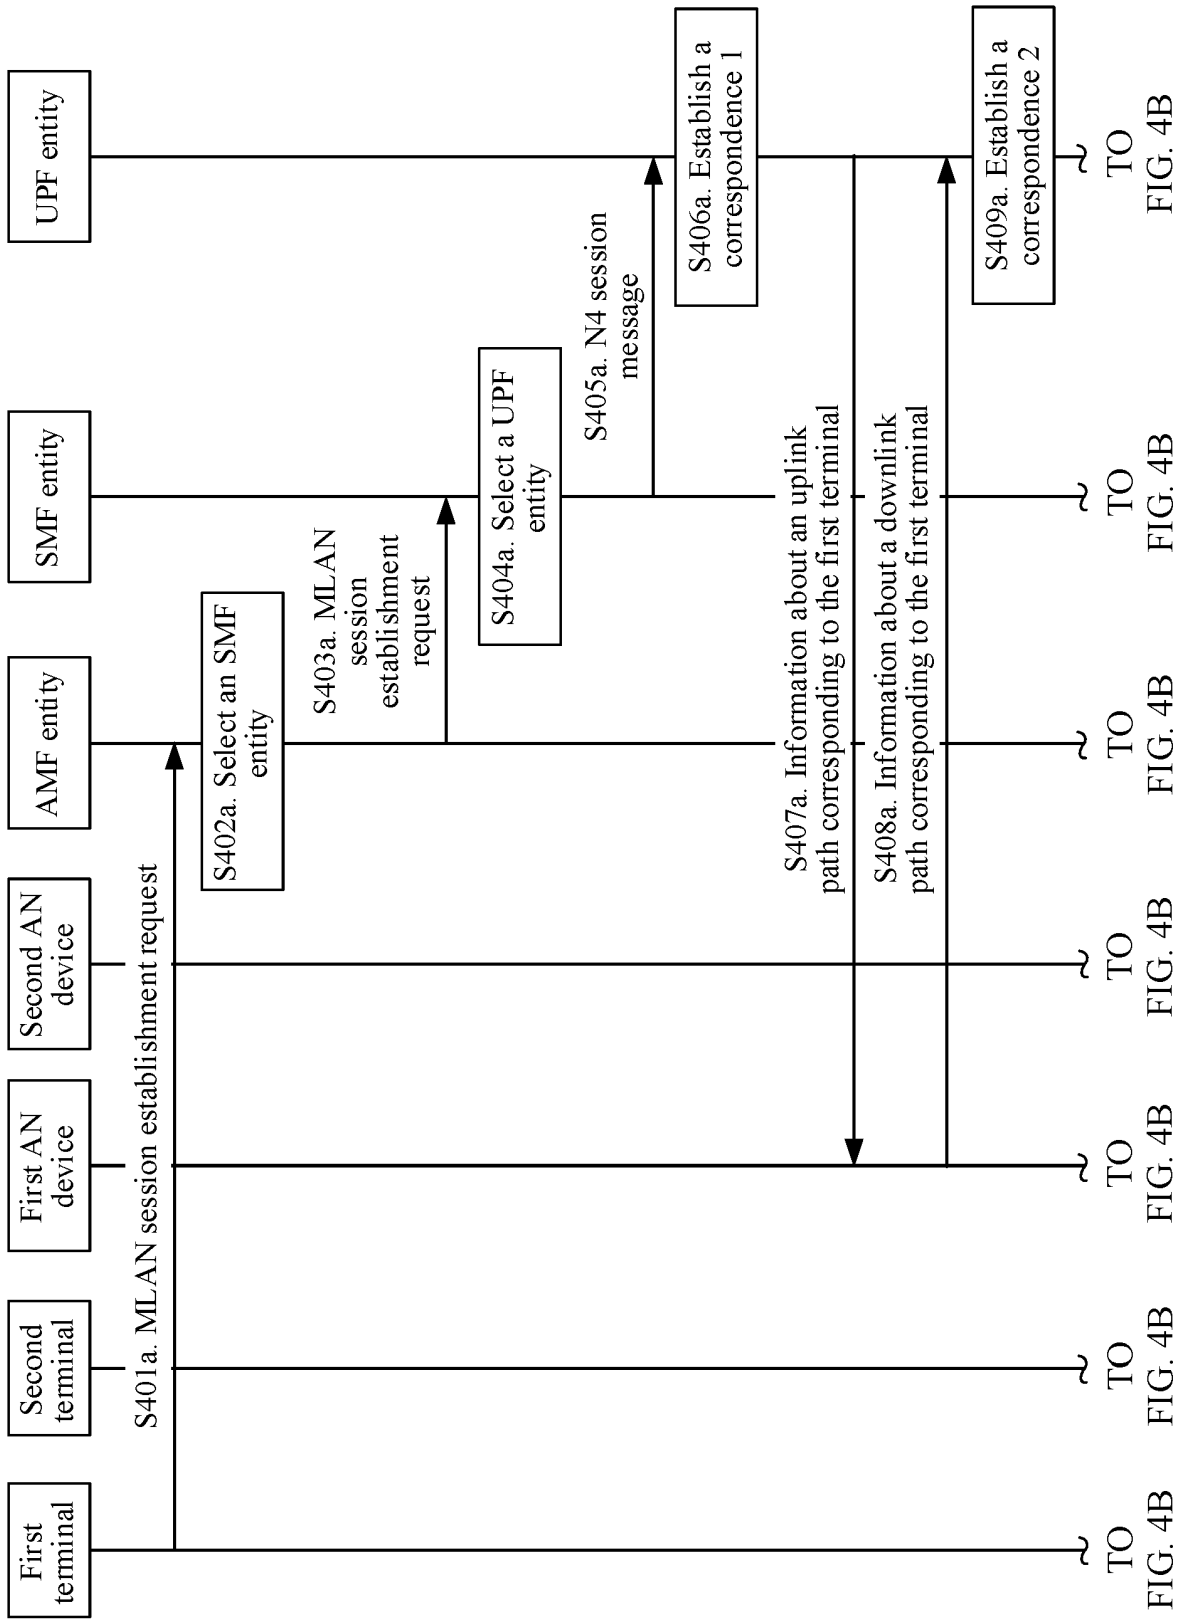 First
terminal
Second
terminal
First AN
device
Second AN
device
AMF entity
SMF entity
UPF entity
S401a. MLAN session establishment request
S402a. Select an SMF
entity
S403a. MLAN
session
establishment
request
S404a. Select a UPF
entity
S405a. N4 session
message
S406a. Establish a
correspondence 1
S407a. Information about an uplink
path corresponding to the first terminal
S408a. Information about a downlink
path corresponding to the first terminal
S409a. Establish a
correspondence 2
TO
FIG. 4B
TO
FIG. 4B
TO
FIG. 4B
TO
FIG. 4B
TO
FIG. 4B
TO
FIG. 4B
TO
FIG. 4B